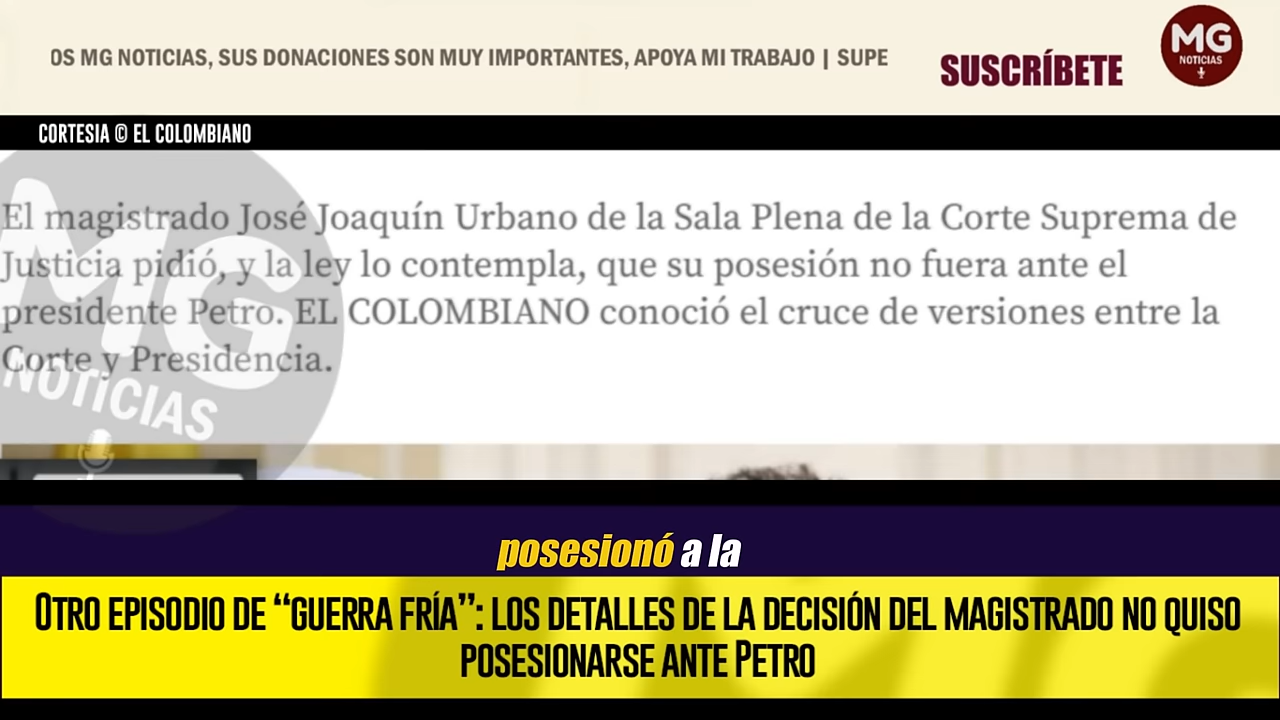 OS MG NOTICIAS, SUS DONACIONES SON MUY IMPORTANTES, APOYA MI TRABAJO | SUPE
SUSCRÍBETE
MG
NOTICIAS
CORTESIA © EL COLOMBIANO
El magistrado José Joaquín Urbano de la Sala Plena de la Corte Suprema de
Justicia pidió, y la ley lo contempla, que su posesión no fuera ante el
presidente Petro. EL COLOMBIANO conoció el cruce de versiones entre la
Corte y Presidencia.
MG
NOTICIAS
posesionó a la
OTRO EPISODIO DE “GUERRA FRÍA”: LOS DETALLES DE LA DECISIÓN DEL MAGISTRADO NO QUISO
POSESIONARSE ANTE PETRO